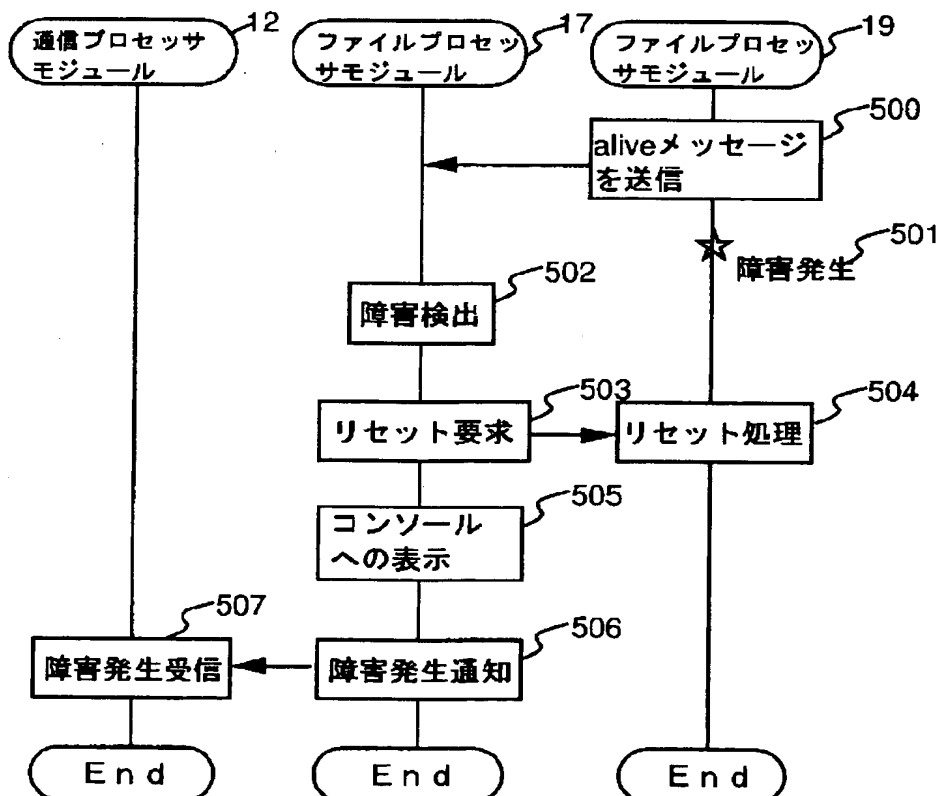 通信プロセッサ
モジュール
12
ファイルプロセッ
サモジュール
17
ファイルプロセッ
サモジュール
19
aliveメッセージ
を送信
500
障害発生
501
障害検出
502
リセット要求
503
リセット処理
504
コンソール
への表示
505
障害発生受信
507
障害発生通知
506
End
End
End